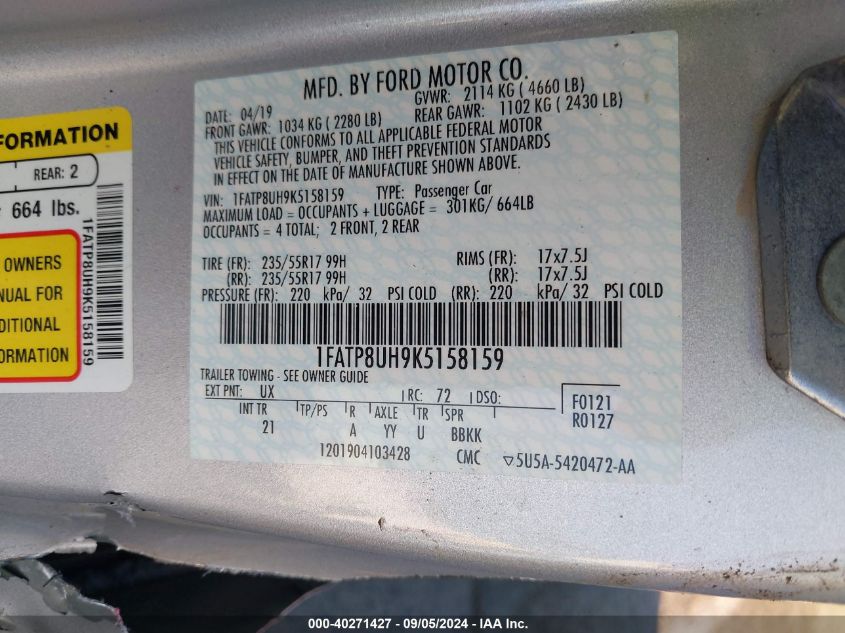 FORMATION
REAR: 2
664 lbs.
OWNERS
NUAL FOR
DITIONAL
FORMATION
1FATP8UH9K5158159
MFD. BY FORD MOTOR CO.
DATE: 04/19 GVWR: 2114 KG ( 4660 LB)
FRONT GAWR: 1034 KG ( 2280 LB) REAR GAWR: 1102 KG ( 2430 LB)
THIS VEHICLE CONFORMS TO ALL APPLICABLE FEDERAL MOTOR
VEHICLE SAFETY, BUMPER, AND THEFT PREVENTION STANDARDS
IN EFFECT ON THE DATE OF MANUFACTURE SHOWN ABOVE.
VIN: 1FATP8UH9K5158159 TYPE: Passenger Car
MAXIMUM LOAD = OCCUPANTS + LUGGAGE = 301KG/ 664LB
OCCUPANTS = 4 TOTAL; 2 FRONT, 2 REAR
TIRE (FR): 235/55R17 99H RIMS (FR): 17x7.5J
(RR): 235/55R17 99H (RR): 17x7.5J
PRESSURE (FR): 220 kPa/ 32 PSI COLD (RR): 220 kPa/ 32 PSI COLD
1FATP8UH9K5158159
TRAILER TOWING - SEE OWNER GUIDE
EXT PNT: UX RC: 72 DSO:
INT TR TP/PS R AXLE TR SPR
21 A YY U BBKK
F0121
R0127
1201904103428 CMC ▽5U5A-5420472-AA
000-40271427 - 09/05/2024 - IAA Inc.